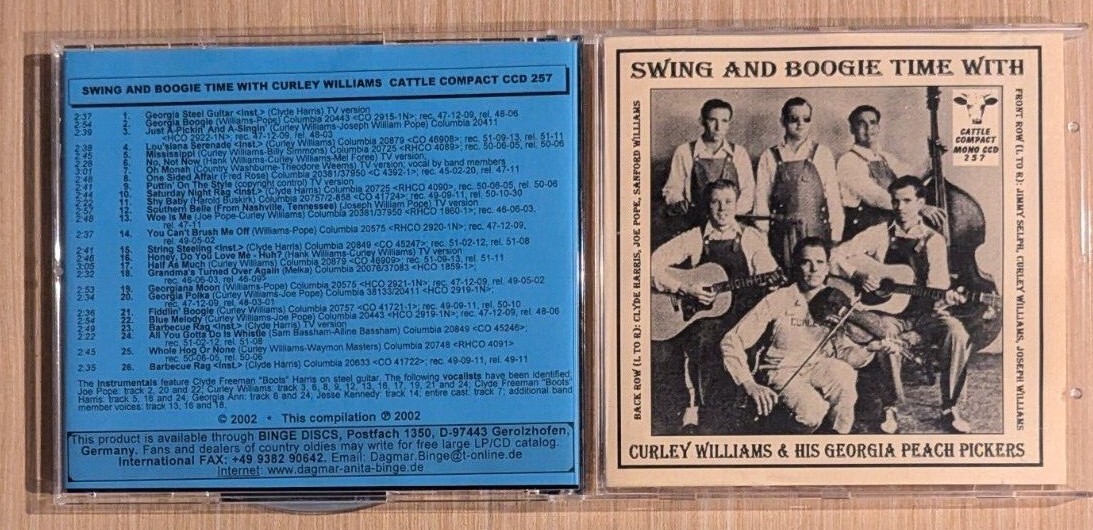 SWING AND BOOGIE TIME WITH CURLEY WILLIAMS CATTLE COMPACT CCD 257
2:37 1. Georgia Steel Guitar <Inst.> (Clyde Harris) TV version
2:54 2. Georgia Boogie (Williams-Pope) Columbia 20443 <CO 2915-1N>; rec. 47-12-09, rel. 48-06
2:39 3. Just A-Pickin' And A-Singin' (Curley Williams-Joseph William Pope) Columbia 20411
<HCO 2922-1N>; rec. 47-12-09, rel. 48-03
2:38 4. Lou'siana Serenade <Inst.> (Curley Williams) Columbia 20879 <CO 46908>; rec. 51-09-13, rel. 51-11
2:45 5. Mississippi (Curley Williams-Billy Simmons) Columbia 20725 <RHCO 4089>; rec. 50-06-05, rel. 50-06
2:28 6. No, Not Now (Hank Williams-Curley Williams-Mel Foree) TV version
3:01 7. Oh Monah (Country Washburne-Theodore Weems) TV version; vocal by band members
2:48 8. One Sided Affair (Fred Rose) Columbia 20381/37950 <C 4392-1>; rec. 45-02-20, rel. 47-11
2:41 9. Puttin' On The Style (copyright control) TV version
2:44 10. Saturday Night Rag <Inst.> (Clyde Harris) Columbia 20725 <RHCO 4090>; rec. 50-06-05, rel. 50-06
2:22 11. Shy Baby (Harold Buskirk) Columbia 20757/2-858 <CO 41724>; rec. 49-09-11, rel. 50-10-30
12. Southern Belle (From Nashville, Tennessee) (Joseph William Pope) TV version
2:48 13. Woe Is Me (Joe Pope-Curley Williams) Columbia 20381/37950 <RHCO 1860-1>; rec. 46-06-03,
rel. 47-11
2:37 14. You Can't Brush Me Off (Williams-Pope) Columbia 20575 <RHCO 2920-1N>; rec. 47-12-09,
rel. 49-05-02
2:41 15. String Steeling <Inst.> (Clyde Harris) Columbia 20849 <CO 45247>; rec. 51-02-12, rel. 51-08
2:46 16. Honey, Do You Love Me - Huh? (Hank Williams-Curley Williams) TV version
3:05 17. Half As Much (Curley Williams) Columbia 20879 <CO 46909>; rec. 51-09-13, rel. 51-11
2:32 18. Grandma's Turned Over Again (Melka) Columbia 20076/37083 <HCO 1859-1>;
rec. 46-06-03, rel. 46-09
2:53 19. Georgiana Moon (Williams-Pope) Columbia 20575 <HCO 2921-1N>; rec. 47-12-09, rel. 49-05-02
2:34 20. Georgia Polka (Curley Williams-Joe Pope) Columbia 38133/20411 <HCO 2919-1N>;
rec. 47-12-09, rel. 48-03-01
2:36 21. Fiddlin' Boogie (Curley Williams) Columbia 20757 <CO 41721-1>; rec. 49-09-11, rel. 50-10
2:54 22. Blue Melody (Curley Williams-Joe Pope) Columbia 20443 <HCO 2919-1N>; rec. 47-12-09, rel. 48-06
2:49 23. Barbecue Rag <Inst.> (Clyde Harris) TV version
2:22 24. All You Gotta Do Is Whistle (Sam Bassham-Alline Bassham) Columbia 20849 <CO 45246>;
rec. 51-02-12, rel. 51-08
2:45 25. Whole Hog Or None (Curley Williams-Waymon Masters) Columbia 20748 <RHCO 4091>
rec. 50-06-05, rel. 50-06
2:35 26. Barbecue Rag <Inst.> (Clyde Harris) Columbia 20633 <CO 41722>; rec. 49-09-11, rel. 49-11
The Instrumentals feature Clyde Freeman "Boots" Harris on steel guitar. The following vocalists have been identified,
Joe Pope: track 2, 20 and 22; Curley Williams: track 3, 6, 8, 9, 12, 13, 16, 17, 19, 21 and 24; Clyde Freeman "Boots"
Harris: track 5, 18 and 24; Georgia Ann: track 6 and 24, Jesse Kennedy: track 14; entire cast: track 7; additional band
member voices: track 13, 16 and 18.
© 2002 * This compilation ℗ 2002
This product is available through BINGE DISCS, Postfach 1350, D-97443 Gerolzhofen,
Germany. Fans and dealers of country oldies may write for free large LP/CD catalog.
International FAX: +49 9382 90642. Email: Dagmar.Binge@t-online.de
Internet: www.dagmar-anita-binge.de
SWING AND BOOGIE TIME WITH
BACK ROW (L TO R): CLYDE HARRIS, JOE POPE, SANFORD WILLIAMS
CATTLE
COMPACT
MONO CCD
257
FRONT ROW (L TO R): JIMMY SELPH, CURLEY WILLIAMS, JOSEPH WILLIAMS
CURLEY WILLIAMS & HIS GEORGIA PEACH PICKERS